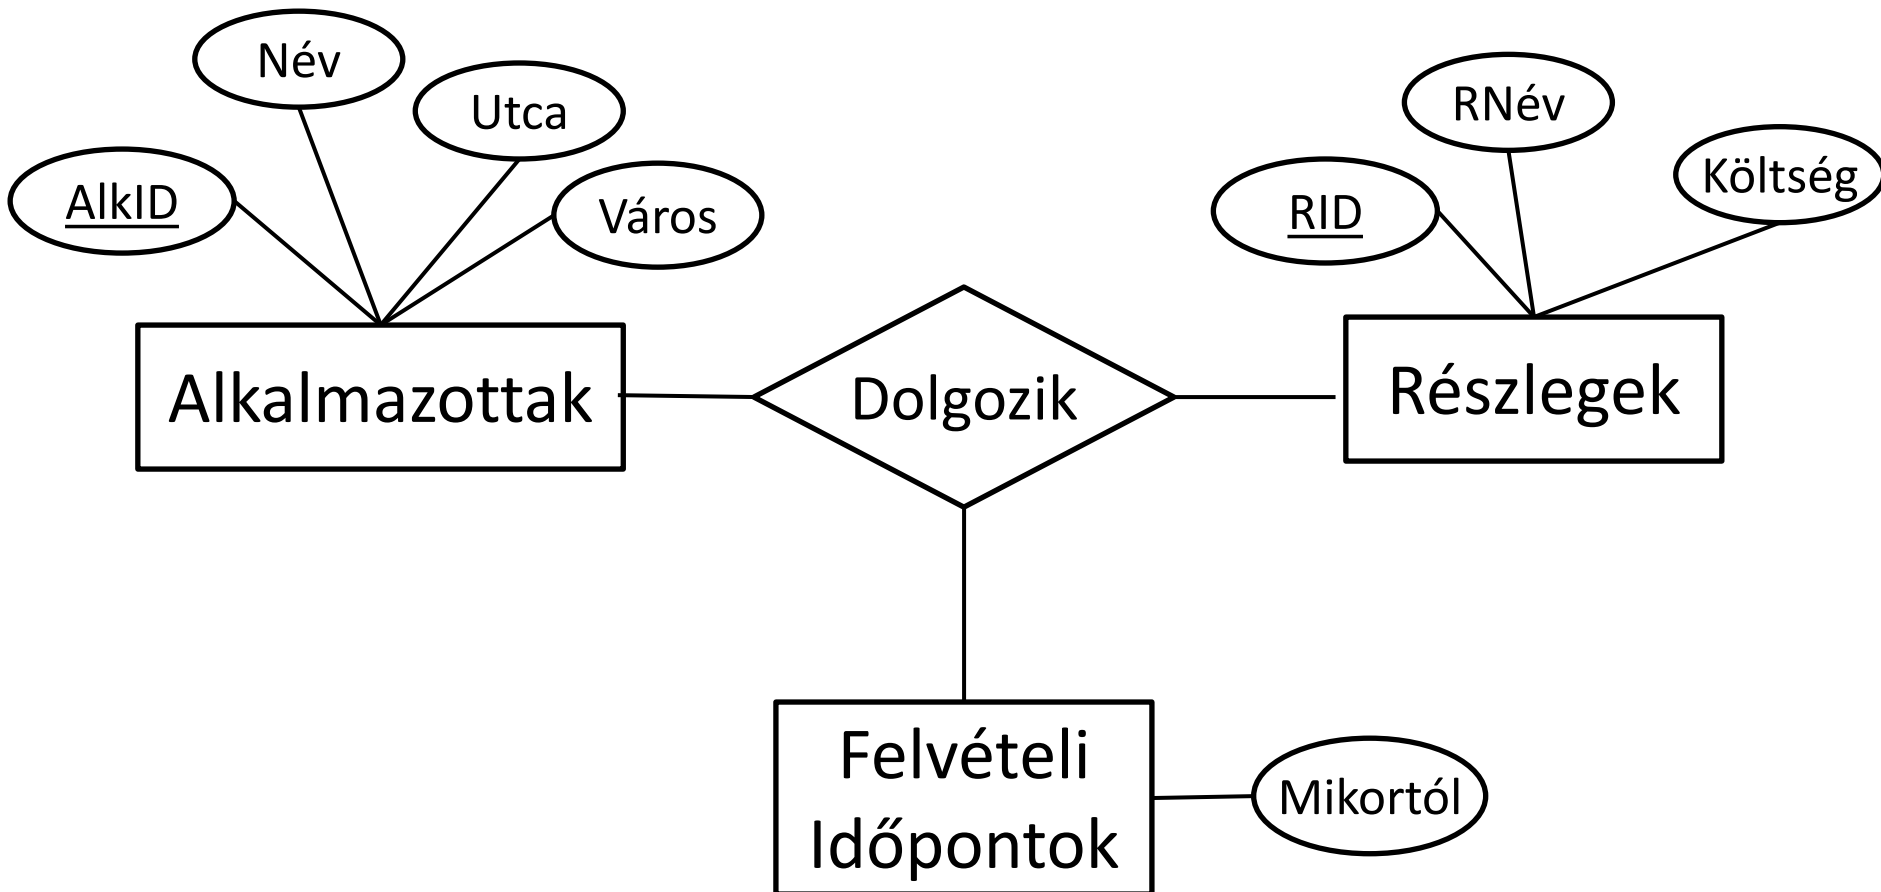 Név
Utca
AlkID
Város
RNév
Költség
RID
Alkalmazottak
Dolgozik
Részlegek
Felvételi
Időpontok
Mikortól